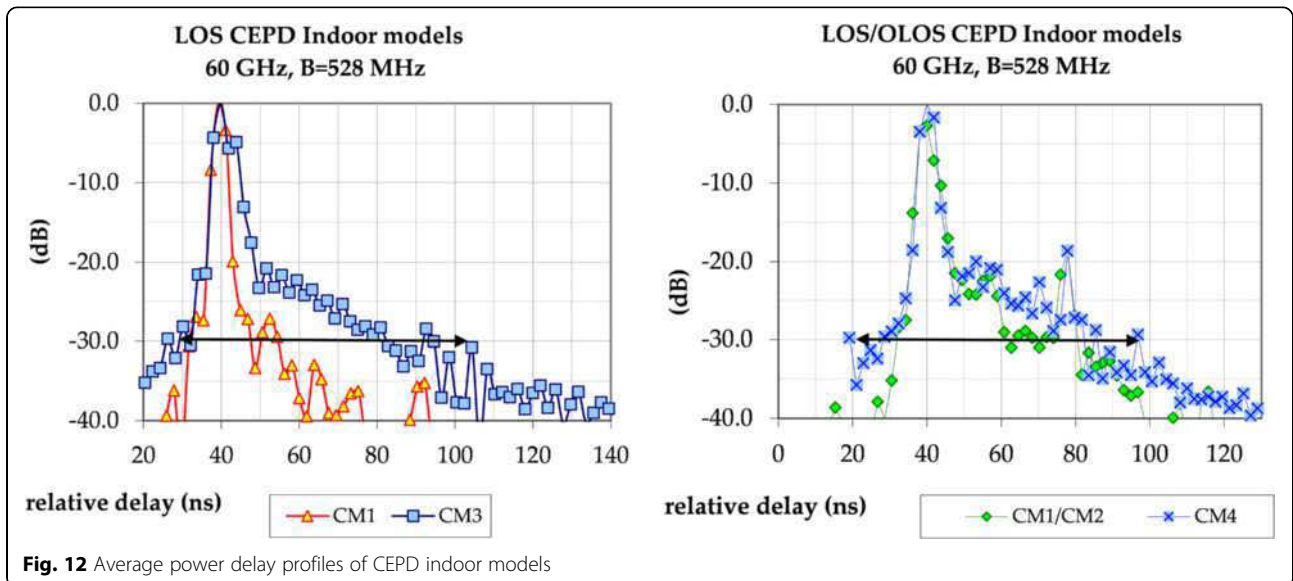 LOS CEPD Indoor models
60 GHz, B=528 MHz
0.0
-10.0
-20.0
-30.0
-40.0
(dB)
20 40 60 80 100 120 140
relative delay (ns)
CM1 CM3
LOS/OLOS CEPD Indoor models
60 GHz, B=528 MHz
0.0
-10.0
-20.0
-30.0
-40.0
(dB)
0 20 40 60 80 100 120
relative delay (ns)
CM1/CM2 CM4
Fig. 12 Average power delay profiles of CEPD indoor models